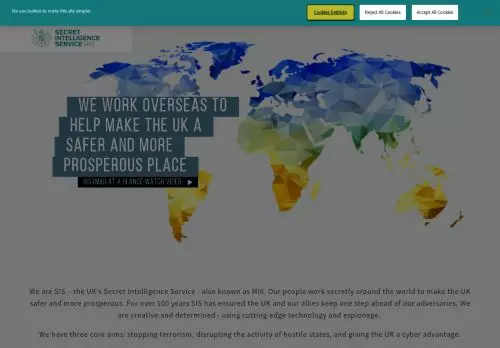 We use cookies to make this site simpler.
Cookies Settings
Reject All Cookies
Accept All Cookies
SECRET
INTELLIGENCE
SERVICE MI6
WE WORK OVERSEAS TO
HELP MAKE THE UK A
SAFER AND MORE
PROSPEROUS PLACE
SIS (MI6) AT A GLANCE WATCH VIDEO
We are SIS – the UK's Secret Intelligence Service - also known as MI6. Our people work secretly around the world to make the UK
safer and more prosperous. For over 100 years SIS has ensured the UK and our allies keep one step ahead of our adversaries. We
are creative and determined - using cutting-edge technology and espionage.
We have three core aims: stopping terrorism, disrupting the activity of hostile states, and giving the UK a cyber advantage.